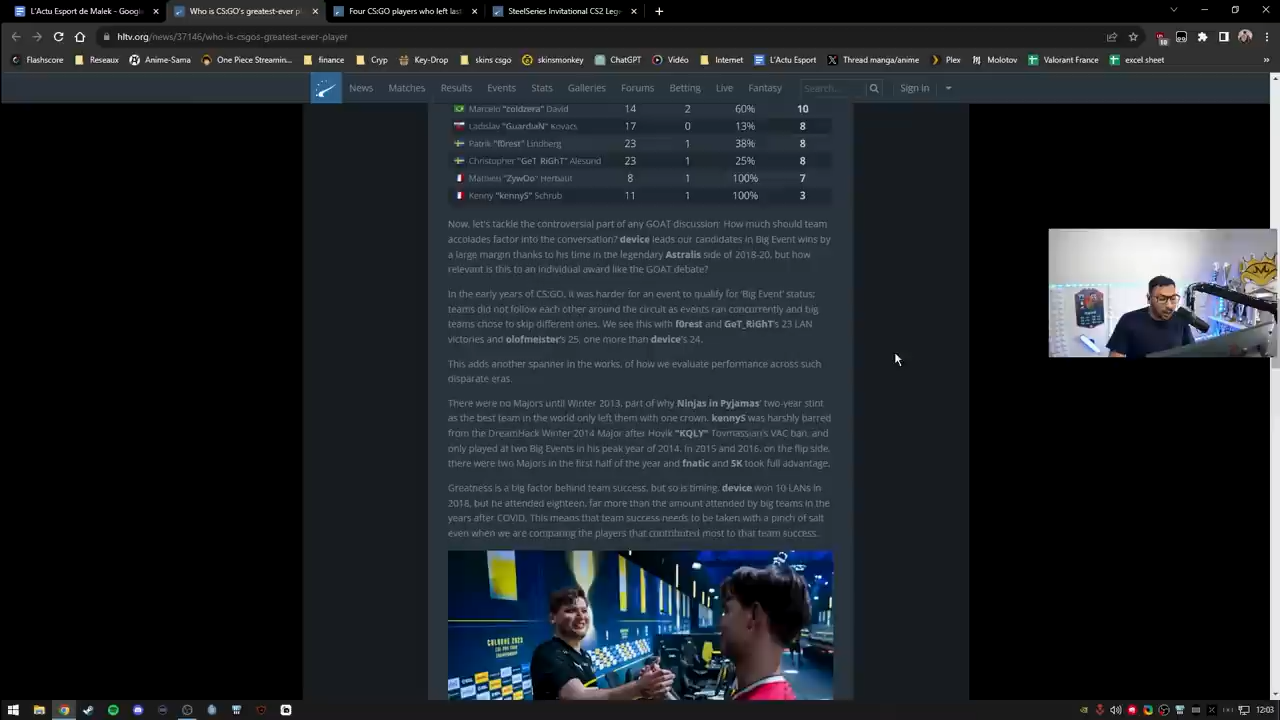 L'Actu Esport de Malek - Google
Who is CS:GO's greatest-ever pl
Four CS:GO players who left las
SteelSeries Invitational CS2 Leg
hltv.org/news/37146/who-is-csgos-greatest-ever-player
Flashscore Reseaux Anime-Sama One Piece Streamin... finance Cryp Key-Drop skins csgo skinsmonkey ChatGPT Vidéo Internet L'Actu Esport Thread manga/anime Plex Molotov Valorant France excel sheet
News Matches Results Events Stats Galleries Forums Betting Live Fantasy Search... Sign in
Marcelo "coldzera" David 14 2 60% 10
Ladislav "GuardiaN" Kovács 17 0 13% 8
Patrik "f0rest" Lindberg 23 1 38% 8
Christopher "GeT_RiGhT" Alesund 23 1 25% 8
Mathieu "ZywOo" Herbaut 8 1 100% 7
Kenny "kennyS" Schrub 11 1 100% 3
Now, let's tackle the controversial part of any GOAT discussion: How much should team
accolades factor into the conversation? device leads our candidates in Big Event wins by
a large margin thanks to his time in the legendary Astralis side of 2018-20, but how
relevant is this to an individual award like the GOAT debate?
In the early years of CS:GO, it was harder for an event to qualify for 'Big Event' status;
teams did not follow each other around the circuit as events ran concurrently and big
teams chose to skip different ones. We see this with f0rest and GeT_RiGhT's 23 LAN
victories and olofmeister's 25, one more than device's 24.
This adds another spanner in the works, of how we evaluate performance across such
disparate eras.
There were no Majors until Winter 2013, part of why Ninjas in Pyjamas' two-year stint
as the best team in the world only left them with one crown. kennyS was harshly barred
from the DreamHack Winter 2014 Major after Hovik "KQLY" Tovmassian's VAC ban, and
only played at two Big Events in his peak year of 2014. In 2015 and 2016, on the flip side,
there were two Majors in the first half of the year and fnatic and SK took full advantage.
Greatness is a big factor behind team success, but so is timing. device won 10 LANs in
2018, but he attended eighteen, far more than the amount attended by big teams in the
years after COVID. This means that team success needs to be taken with a pinch of salt
even when we are comparing the players that contributed most to that team success.
COLOGNE 2023
12:03